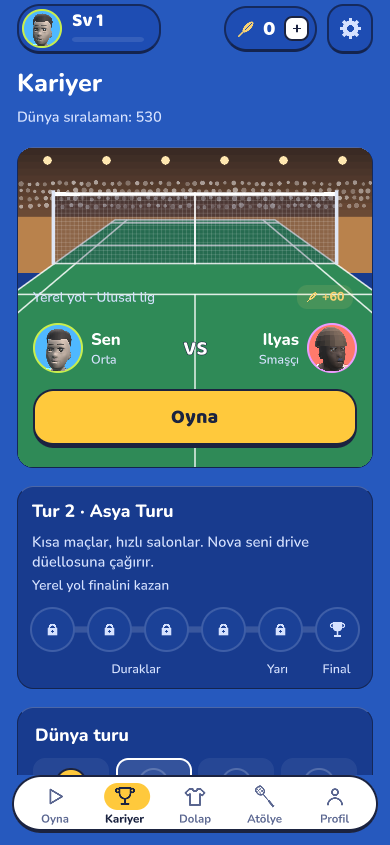 Sv 1
0
+
Kariyer
Dünya sıralaman: 530
Yerel yol · Ulusal lig
+60
Sen
Orta
VS
Ilyas
Smaşçı
Oyna
Tur 2 · Asya Turu
Kısa maçlar, hızlı salonlar. Nova seni drive
düellosuna çağırır.
Yerel yol finalini kazan
Duraklar
Yarı
Final
Dünya turu
Oyna
Kariyer
Dolap
Atölye
Profil